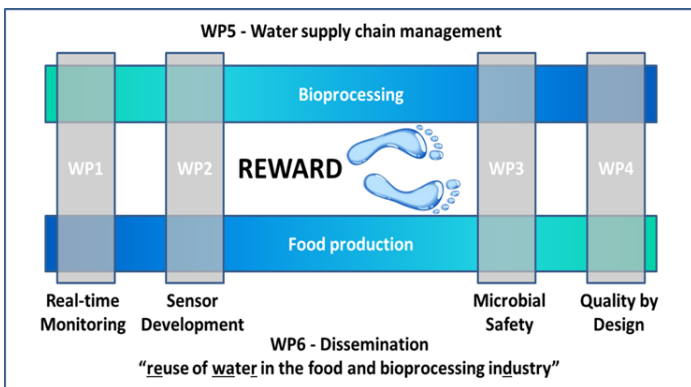 WP5 - Water supply chain management
Bioprocessing
WP1
WP2
REWARD
WP3
WP4
Food production
Real-time
Monitoring
Sensor
Development
Microbial
Safety
Quality by
Design
WP6 - Dissemination
“reuse of water in the food and bioprocessing industry”